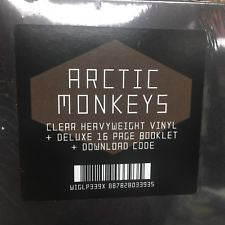 ARCTIC
MONKEYS
CLEAR HEAVYWEIGHT VINYL
+ DELUXE 16 PAGE BOOKLET
+ DOWNLOAD CODE
WIGLP339X 887828033935